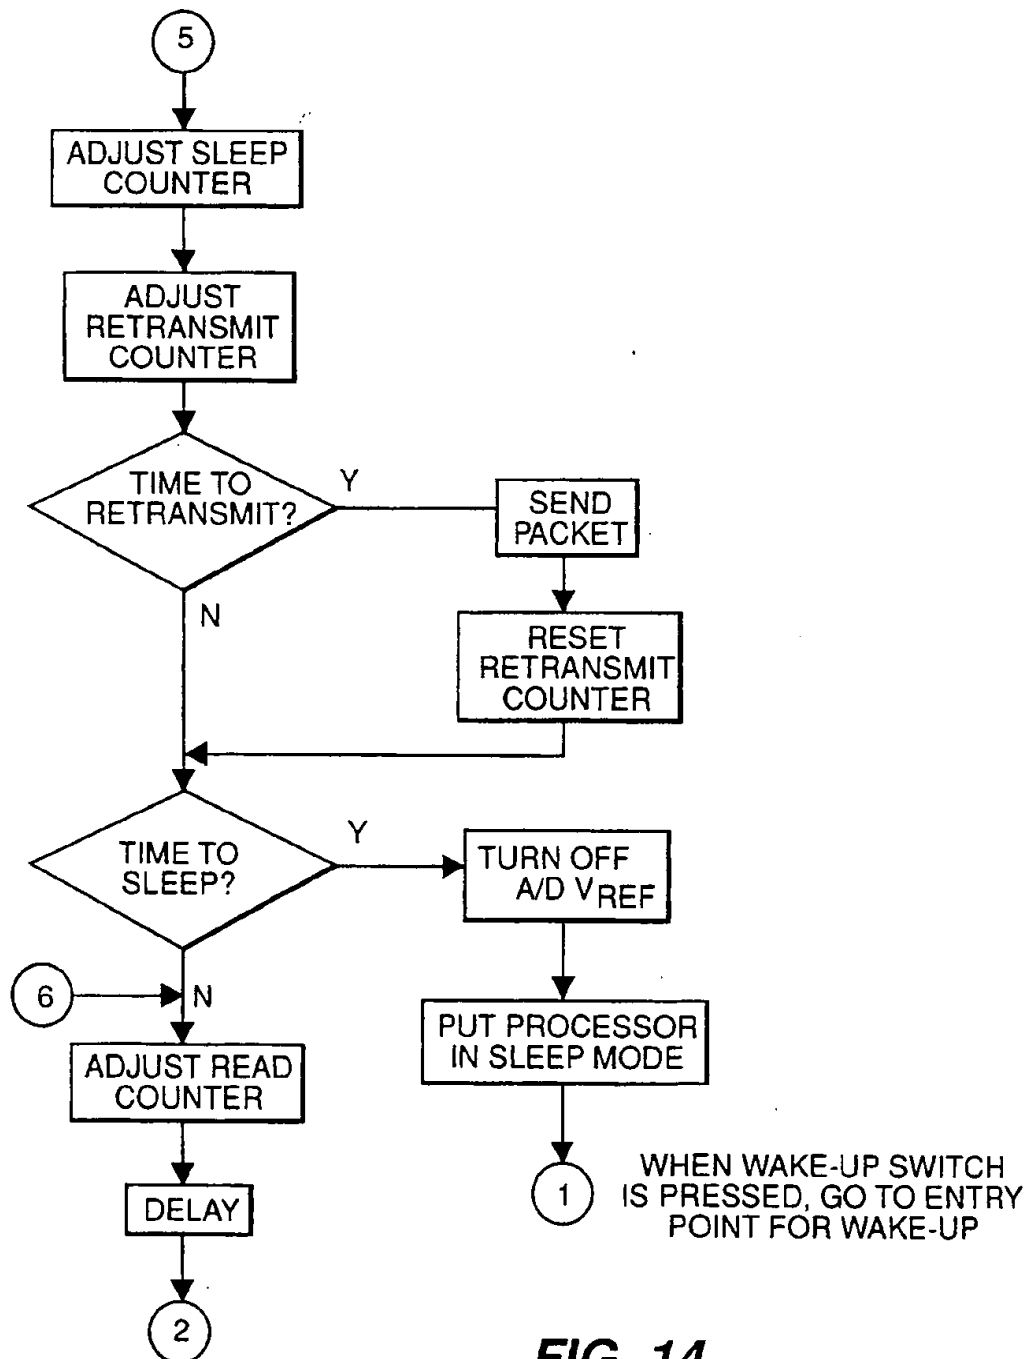 5
ADJUST SLEEP
COUNTER
ADJUST
RETRANSMIT
COUNTER
TIME TO
RETRANSMIT?
Y
SEND
PACKET
N
RESET
RETRANSMIT
COUNTER
TIME TO
SLEEP?
Y
TURN OFF
A/D VREF
6
N
PUT PROCESSOR
IN SLEEP MODE
ADJUST READ
COUNTER
DELAY
1
WHEN WAKE-UP SWITCH
IS PRESSED, GO TO ENTRY
POINT FOR WAKE-UP
2
FIG. 14